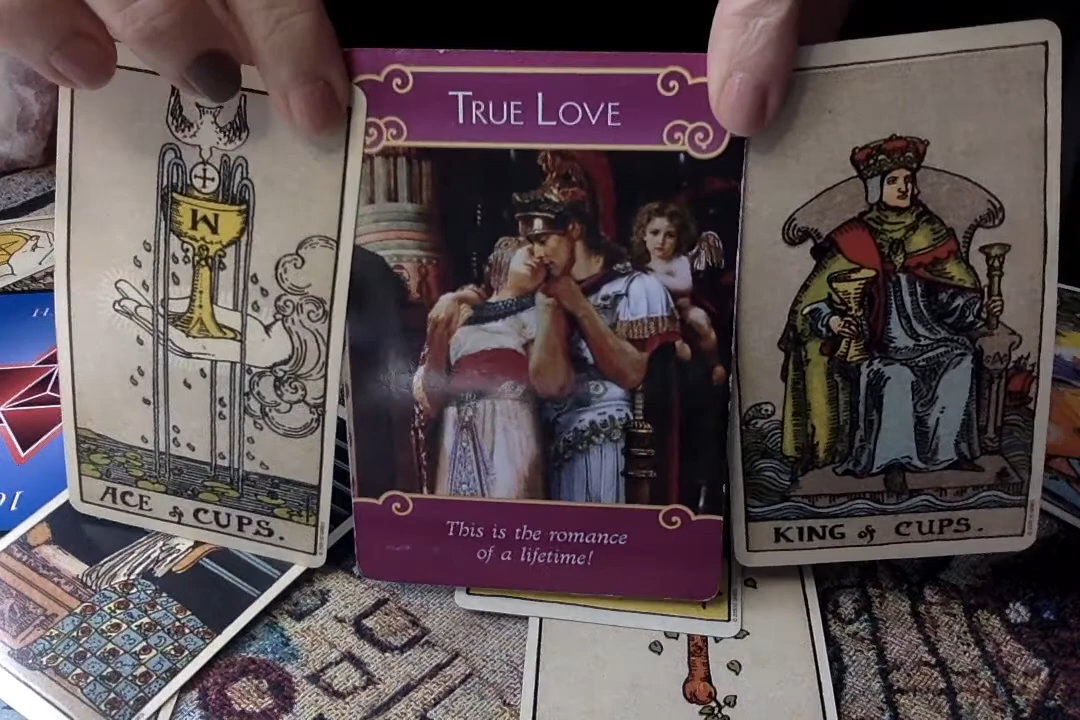 TRUE LOVE
M
ACE of CUPS.
This is the romance
of a lifetime!
KING of CUPS.